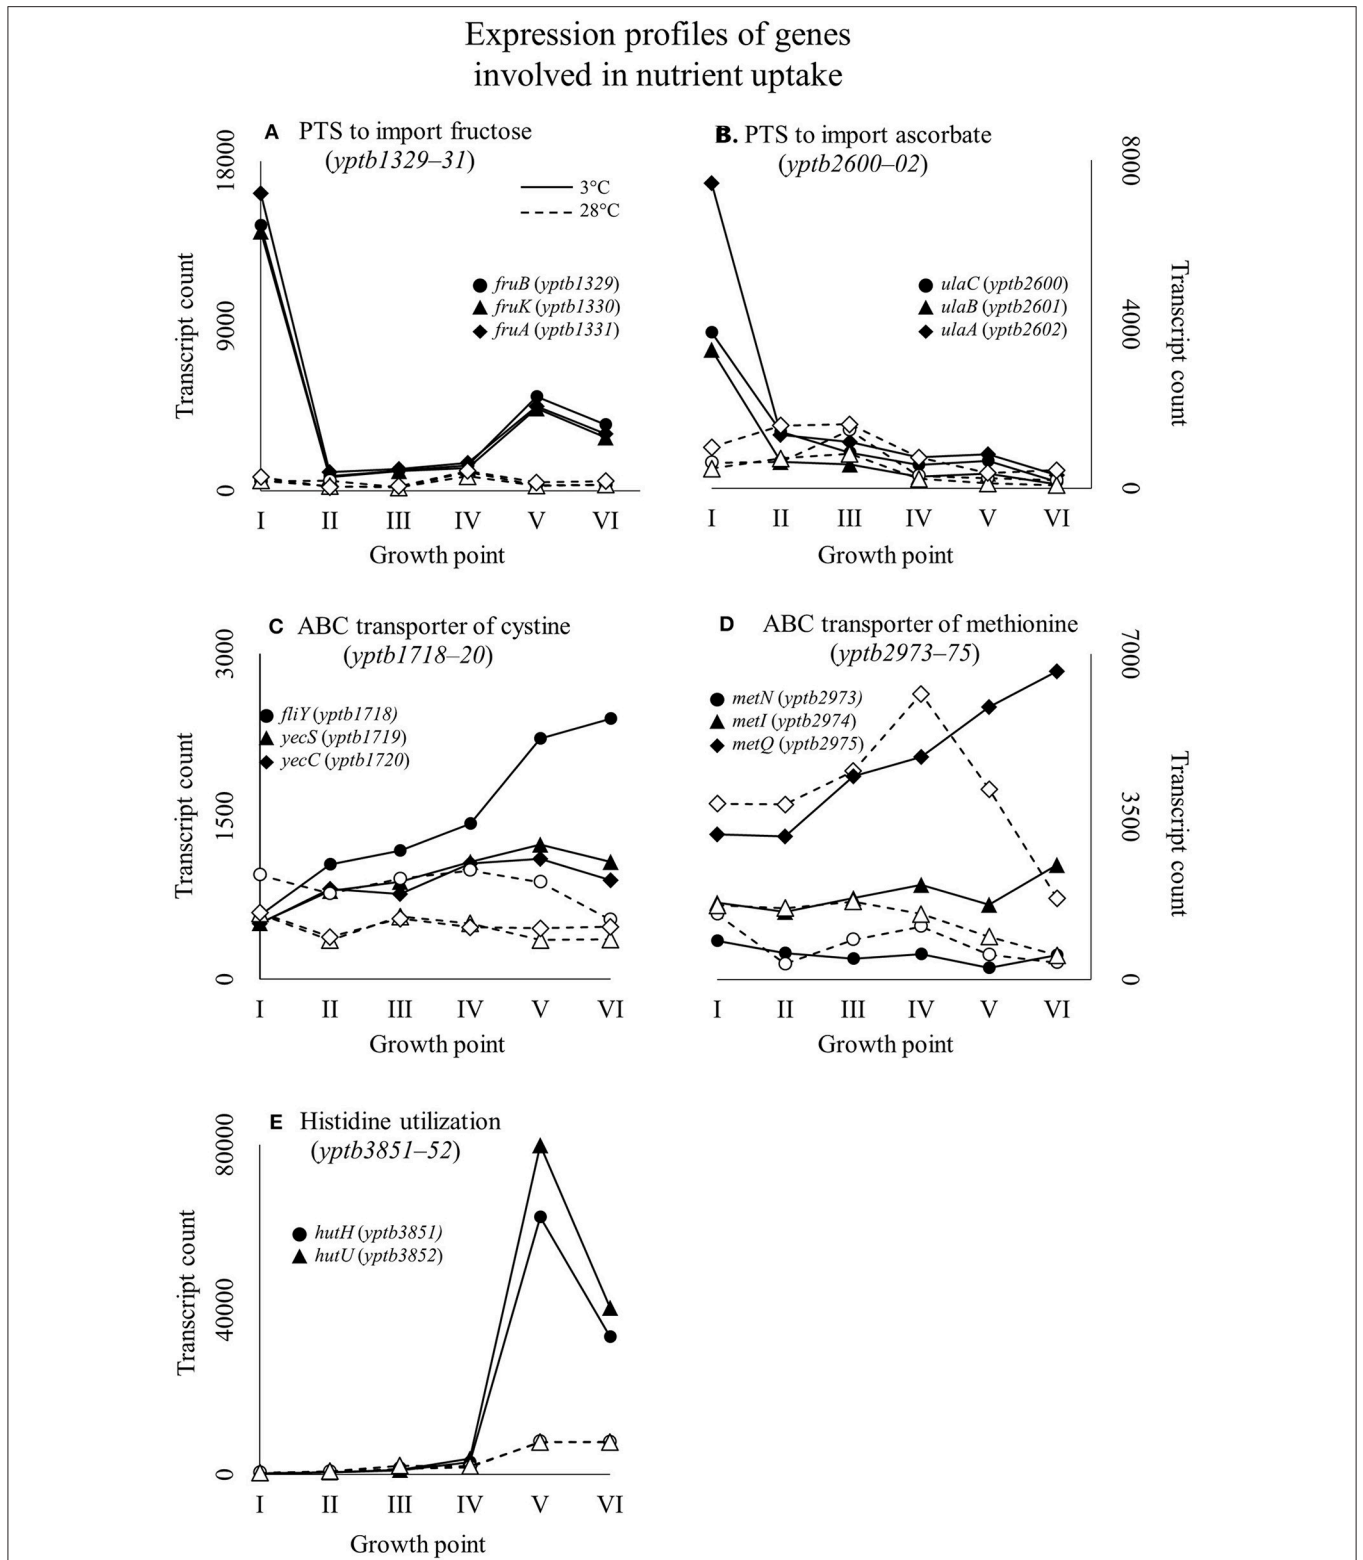 Expression profiles of genes
involved in nutrient uptake
A PTS to import fructose
(yptb1329–31)
18000
9000
0
Transcript count
3°C
28°C
fruB (yptb1329)
fruK (yptb1330)
fruA (yptb1331)
I II III IV V VI
Growth point
B. PTS to import ascorbate
(yptb2600–02)
8000
4000
0
Transcript count
ulaC (yptb2600)
ulaB (yptb2601)
ulaA (yptb2602)
I II III IV V VI
Growth point
C ABC transporter of cystine
(yptb1718–20)
3000
1500
0
Transcript count
fliY (yptb1718)
yecS (yptb1719)
yecC (yptb1720)
I II III IV V VI
Growth point
D ABC transporter of methionine
(yptb2973–75)
7000
3500
0
Transcript count
metN (yptb2973)
metI (yptb2974)
metQ (yptb2975)
I II III IV V VI
Growth point
E Histidine utilization
(yptb3851–52)
80000
40000
0
Transcript count
hutH (yptb3851)
hutU (yptb3852)
I II III IV V VI
Growth point